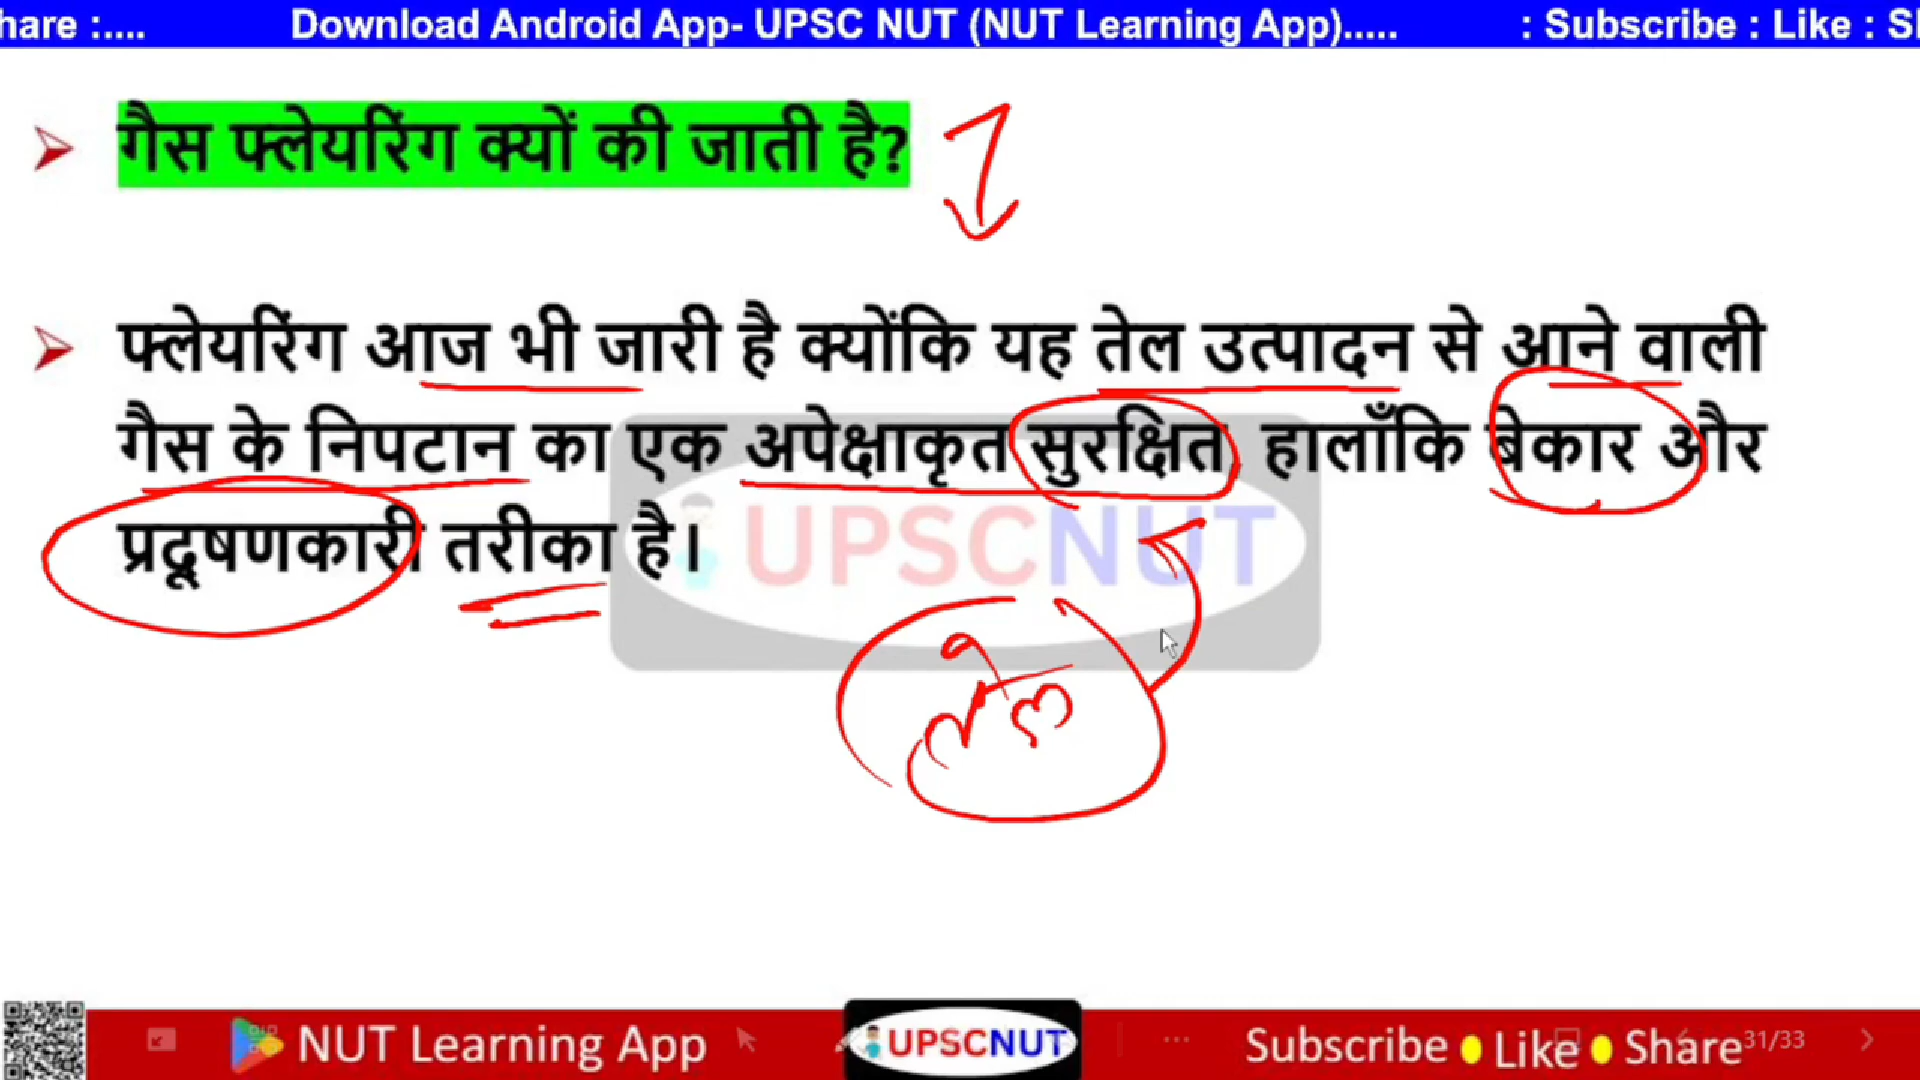 hare :.... Download Android App- UPSC NUT (NUT Learning App)..... : Subscribe : Like : Sh
गैस फ्लेयरिंग क्यों की जाती है?
फ्लेयरिंग आज भी जारी है क्योंकि यह तेल उत्पादन से आने वाली
गैस के निपटान का एक अपेक्षाकृत सुरक्षित, हालाँकि बेकार और
प्रदूषणकारी तरीका है।
UPSCNUT
तेल
NUT Learning App UPSCNUT Subscribe Like Share 31/33